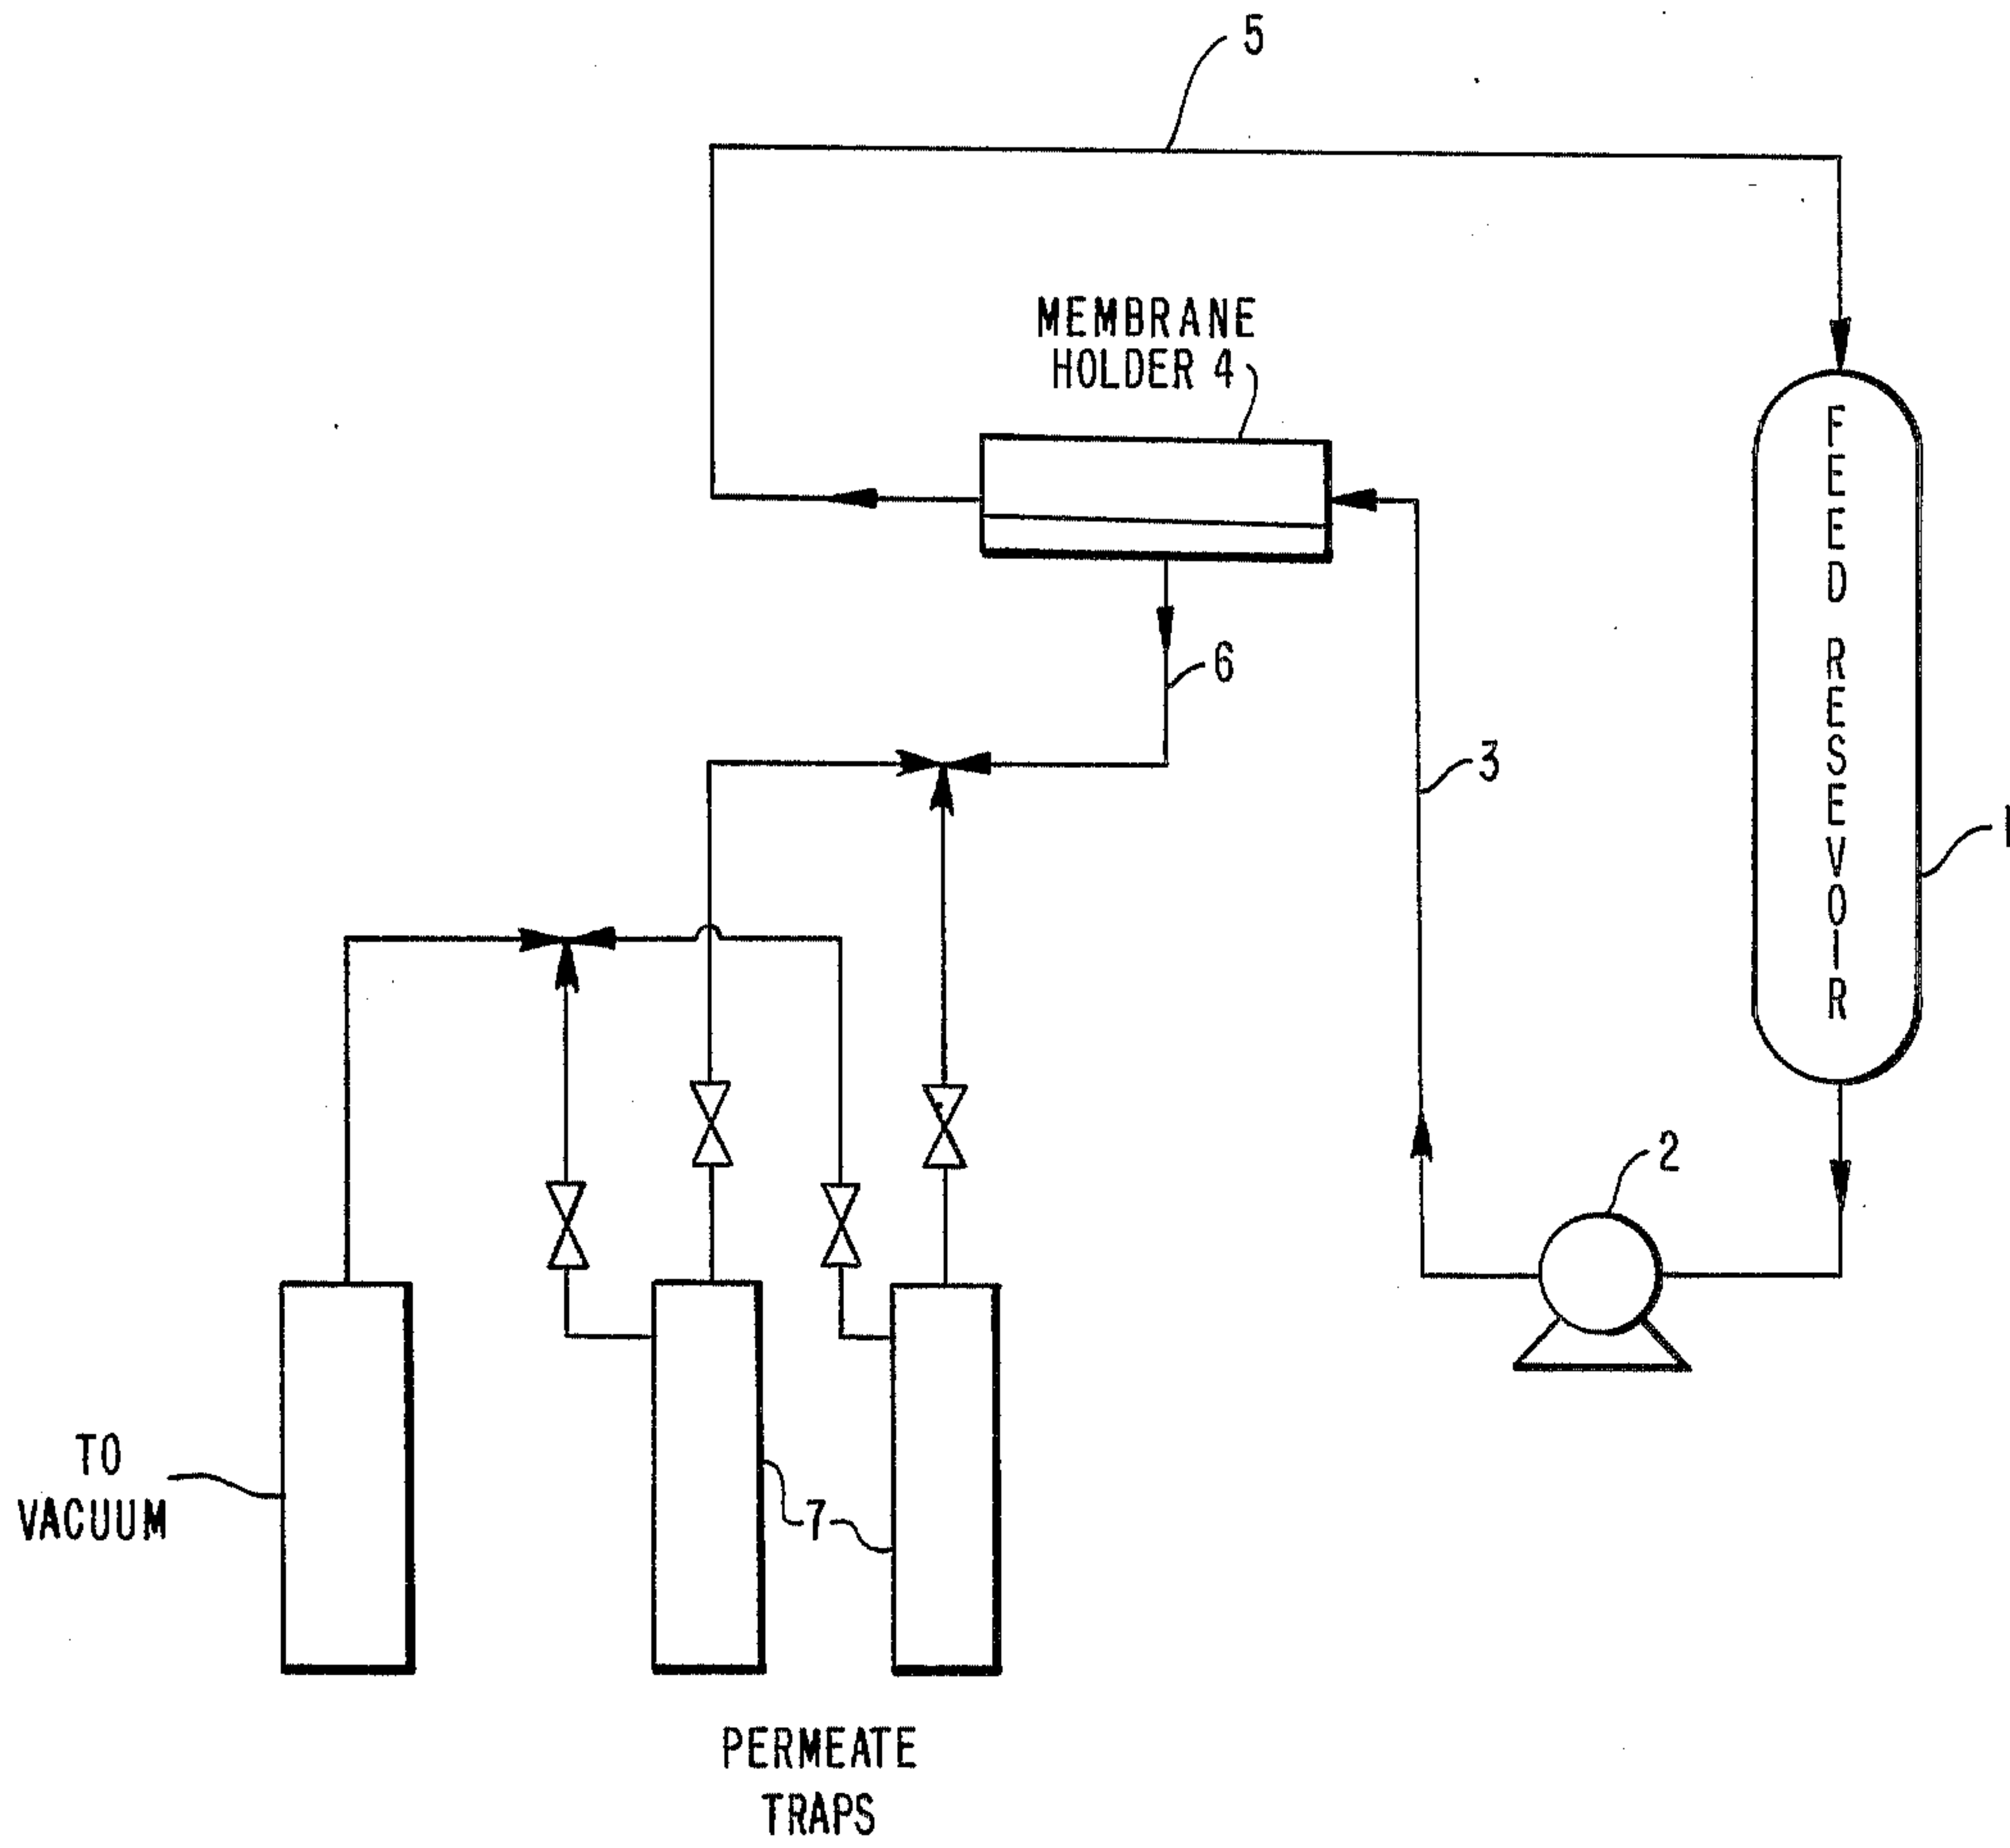 5
MEMBRANE
HOLDER 4
FEED RESEVOIR
6
3
1
2
TO
VACUUM
7
PERMEATE
TRAPS